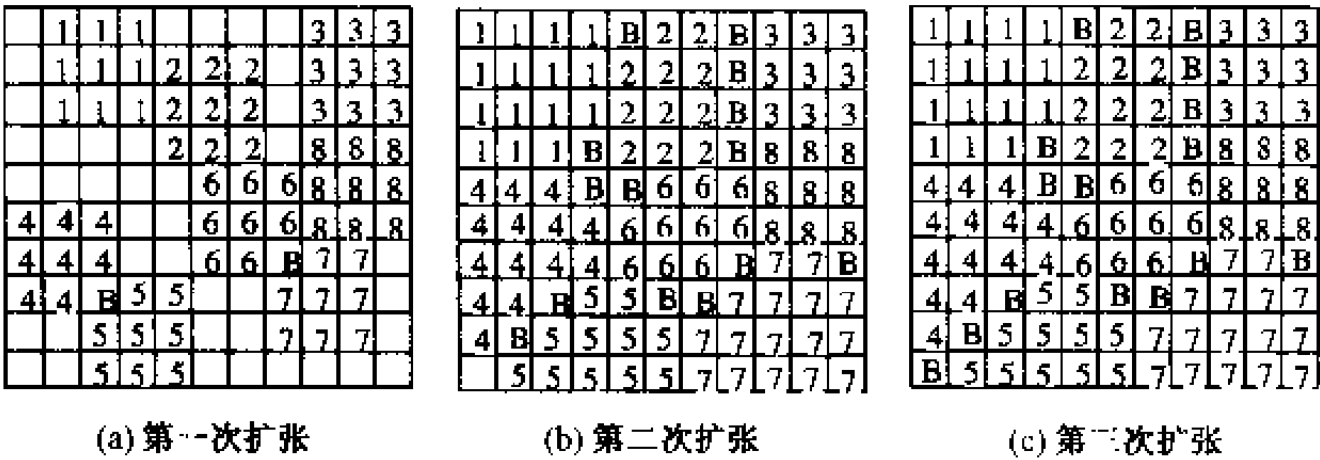 1 1 1 3 3 3
1 1 1 2 2 2 3 3 3
1 1 1 2 2 2 3 3 3
2 2 2 8 8 8
6 6 6 8 8 8
4 4 4 6 6 6 8 8 8
4 4 4 6 6 B 7 7
4 4 B 5 5 7 7 7
5 5 5 7 7 7
5 5 5
(a) 第一次扩张
1 1 1 1 B 2 2 B 3 3 3
1 1 1 1 2 2 2 B 3 3 3
1 1 1 1 2 2 2 B 3 3 3
1 1 1 B 2 2 2 B 8 8 8
4 4 4 B B 6 6 6 8 8 8
4 4 4 4 6 6 6 6 8 8 8
4 4 4 4 6 6 6 B 7 7 B
4 4 B 5 5 B B 7 7 7 7
4 B 5 5 5 5 7 7 7 7 7
5 5 5 5 5 7 7 7 7 7
(b) 第二次扩张
1 1 1 1 B 2 2 B 3 3 3
1 1 1 1 2 2 2 B 3 3 3
1 1 1 1 2 2 2 B 3 3 3
1 1 1 B 2 2 2 B 8 8 8
4 4 4 B B 6 6 6 8 8 8
4 4 4 4 6 6 6 6 8 8 8
4 4 4 4 6 6 6 B 7 7 B
4 4 B 5 5 B B 7 7 7 7
4 B 5 5 5 5 7 7 7 7 7
B 5 5 5 5 5 7 7 7 7 7
(c) 第三次扩张